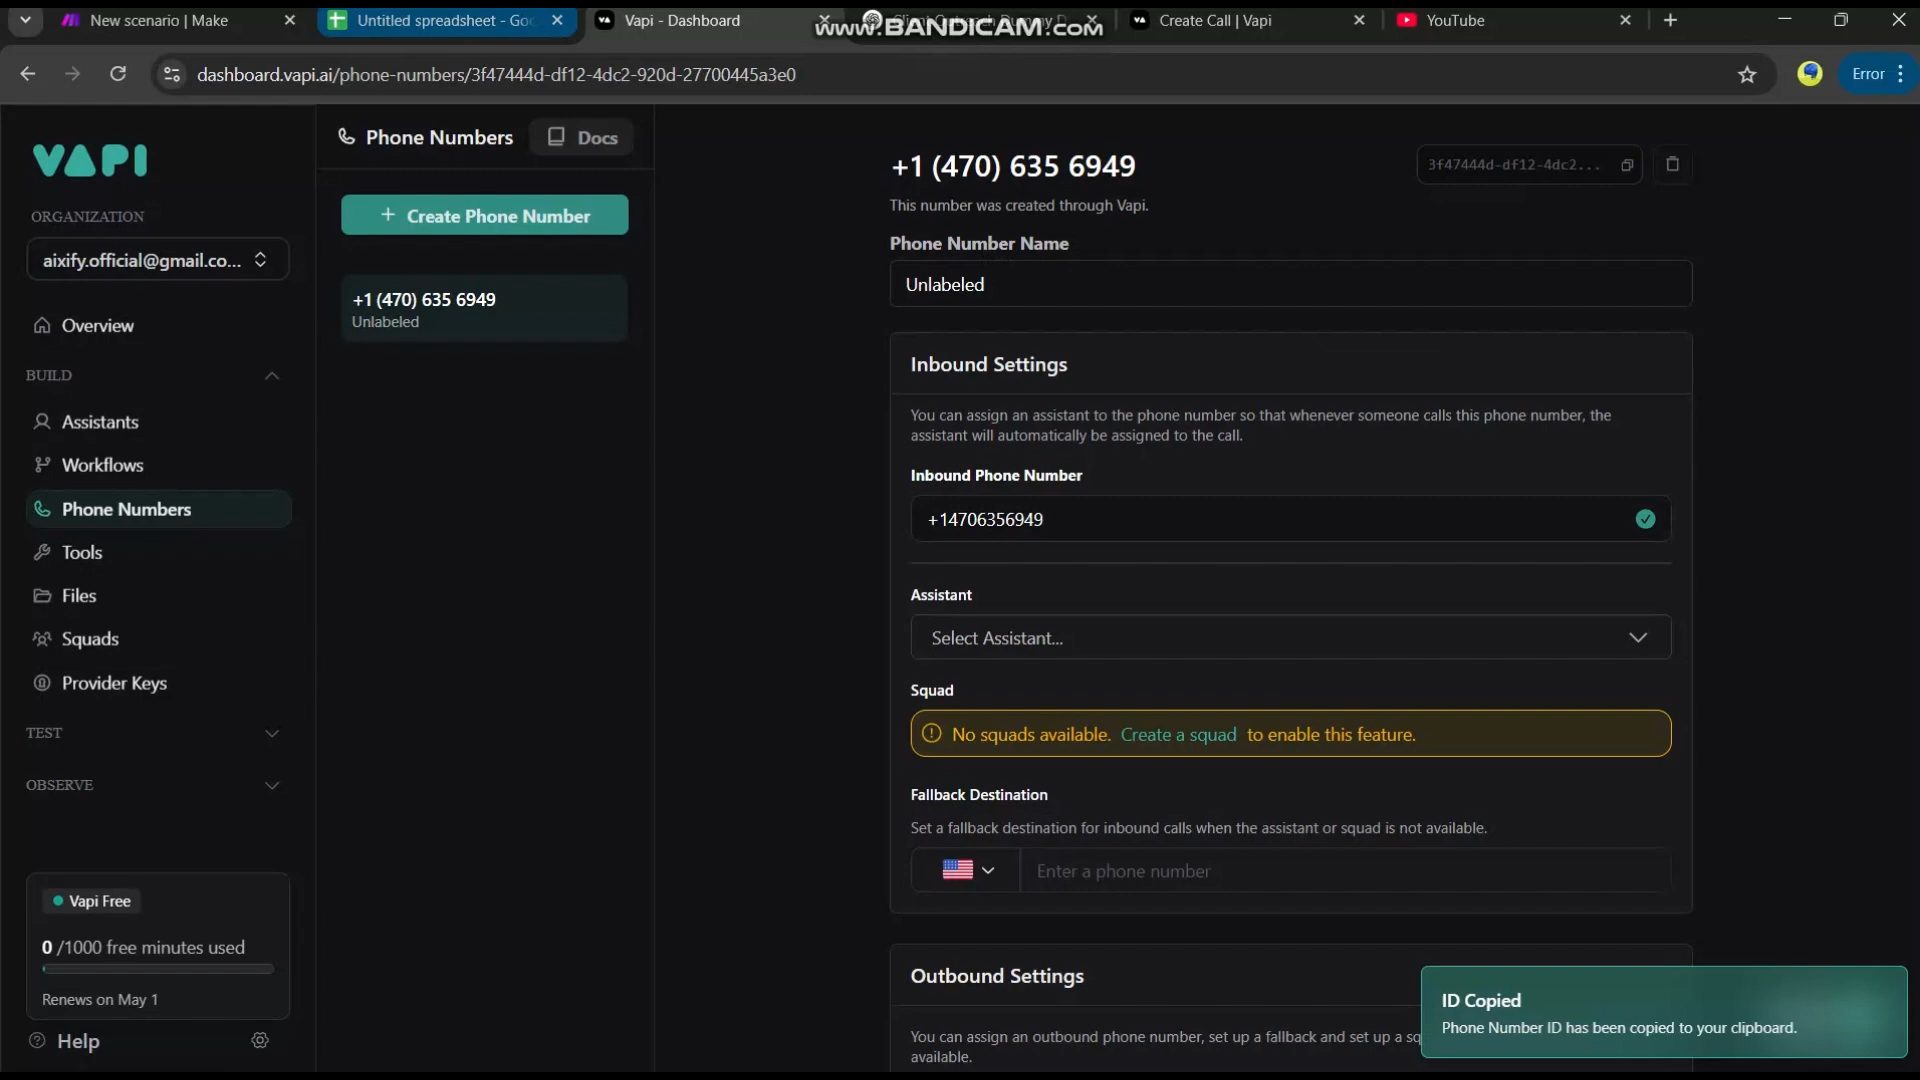 New scenario | Make
Untitled spreadsheet - Goo
Vapi - Dashboard
www.BANDICAM.com
Create Call | Vapi
YouTube
dashboard.vapi.ai/phone-numbers/3f47444d-df12-4dc2-920d-27700445a3e0
Error
VAPI
ORGANIZATION
aixify.official@gmail.co...
Overview
BUILD
Assistants
Workflows
Phone Numbers
Tools
Files
Squads
Provider Keys
TEST
OBSERVE
Vapi Free
0 /1000 free minutes used
Renews on May 1
Help
Phone Numbers
Docs
+ Create Phone Number
+1 (470) 635 6949
Unlabeled
+1 (470) 635 6949
3f47444d-df12-4dc2...
This number was created through Vapi.
Phone Number Name
Unlabeled
Inbound Settings
You can assign an assistant to the phone number so that whenever someone calls this phone number, the
assistant will automatically be assigned to the call.
Inbound Phone Number
+14706356949
Assistant
Select Assistant...
Squad
No squads available. Create a squad to enable this feature.
Fallback Destination
Set a fallback destination for inbound calls when the assistant or squad is not available.
Enter a phone number
Outbound Settings
You can assign an outbound phone number, set up a fallback and set up a sq
available.
ID Copied
Phone Number ID has been copied to your clipboard.